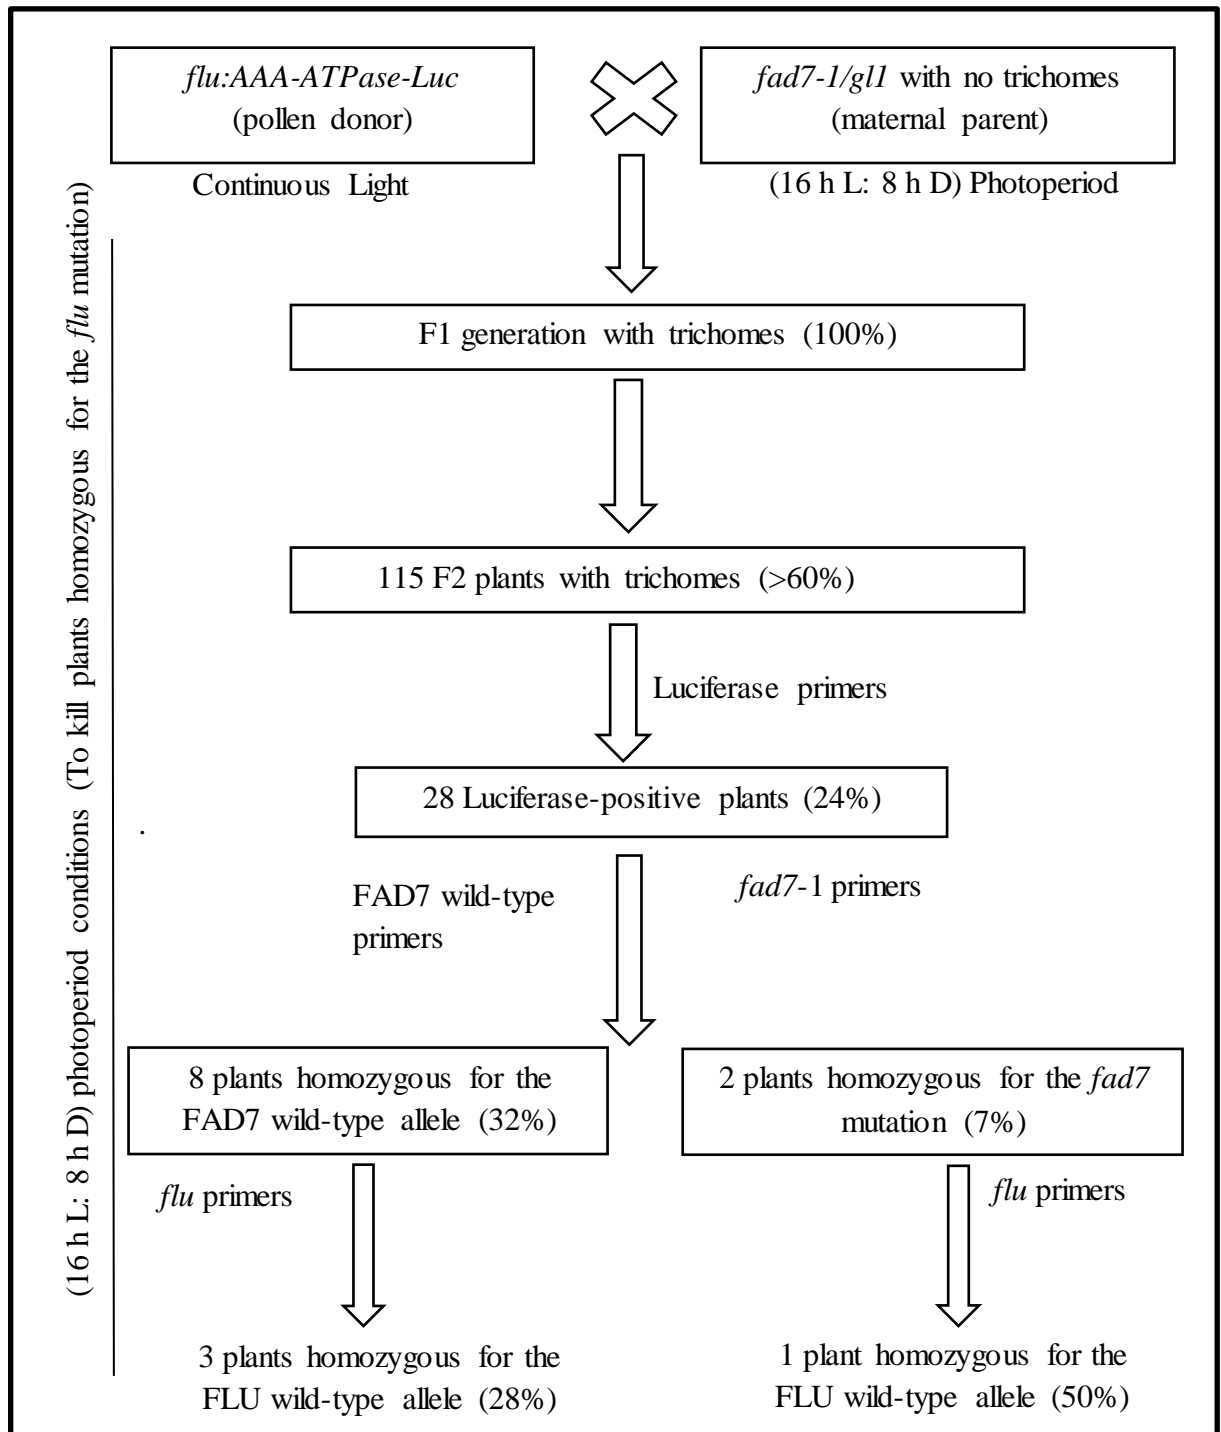 flu:AAA-ATPase-Luc
(pollen donor)
fad7-1/gl1 with no trichomes
(maternal parent)
Continuous Light
(16 h L: 8 h D) Photoperiod
(16 h L: 8 h D) photoperiod conditions (To kill plants homozygous for the flu mutation)
F1 generation with trichomes (100%)
115 F2 plants with trichomes (>60%)
Luciferase primers
28 Luciferase-positive plants (24%)
.
FAD7 wild-type
primers
fad7-1 primers
8 plants homozygous for the
FAD7 wild-type allele (32%)
2 plants homozygous for the fad7
mutation (7%)
flu primers
flu primers
3 plants homozygous for the
FLU wild-type allele (28%)
1 plant homozygous for the
FLU wild-type allele (50%)